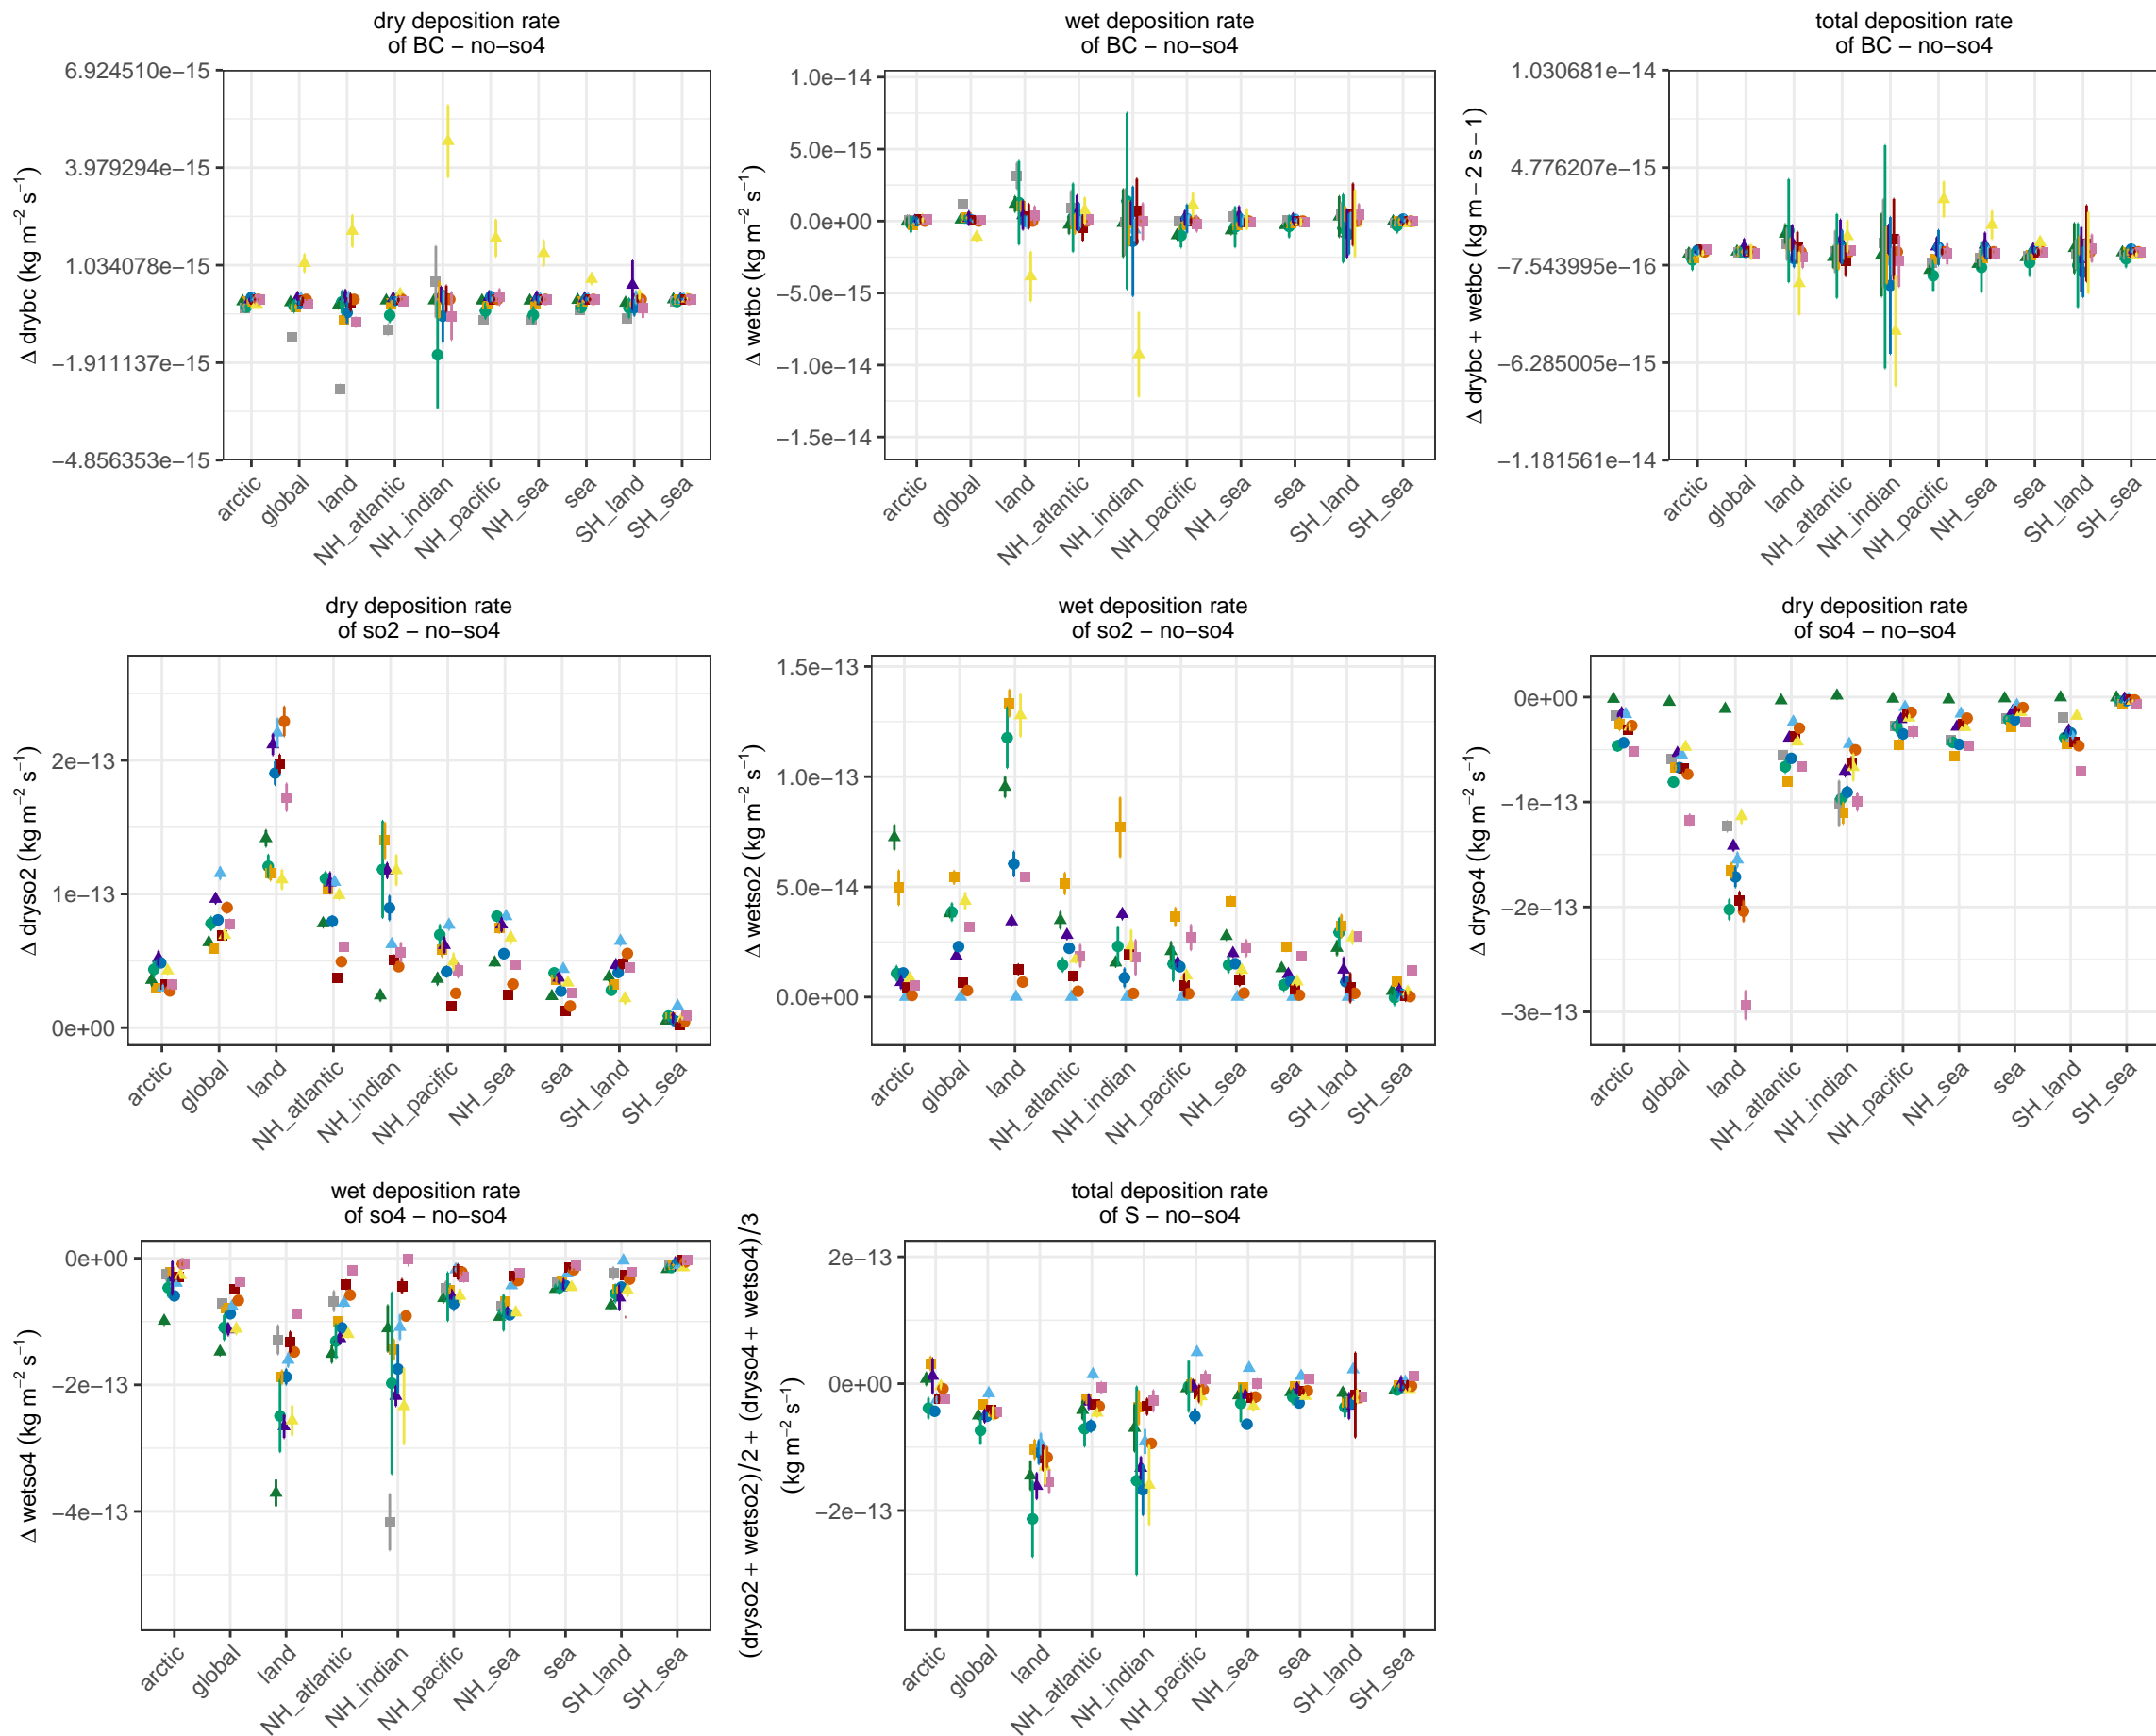 dry deposition rate
of BC − no−so4
Δ drybc (kg m⁻² s⁻¹)
6.924510e−15
3.979294e−15
1.034078e−15
−1.911137e−15
−4.856353e−15
arctic
global
land
NH_atlantic
NH_indian
NH_pacific
NH_sea
sea
SH_land
SH_sea
wet deposition rate
of BC − no−so4
Δ wetbc (kg m⁻² s⁻¹)
1.0e−14
5.0e−15
0.0e+00
−5.0e−15
−1.0e−14
−1.5e−14
arctic
global
land
NH_atlantic
NH_indian
NH_pacific
NH_sea
sea
SH_land
SH_sea
total deposition rate
of BC − no−so4
Δ drybc + wetbc (kg m − 2 s − 1)
1.030681e−14
4.776207e−15
−7.543995e−16
−6.285005e−15
−1.181561e−14
arctic
global
land
NH_atlantic
NH_indian
NH_pacific
NH_sea
sea
SH_land
SH_sea
dry deposition rate
of so2 − no−so4
Δ dryso2 (kg m⁻² s⁻¹)
2e−13
1e−13
0e+00
arctic
global
land
NH_atlantic
NH_indian
NH_pacific
NH_sea
sea
SH_land
SH_sea
wet deposition rate
of so2 − no−so4
Δ wetso2 (kg m⁻² s⁻¹)
1.5e−13
1.0e−13
5.0e−14
0.0e+00
arctic
global
land
NH_atlantic
NH_indian
NH_pacific
NH_sea
sea
SH_land
SH_sea
dry deposition rate
of so4 − no−so4
Δ dryso4 (kg m⁻² s⁻¹)
0e+00
−1e−13
−2e−13
−3e−13
arctic
global
land
NH_atlantic
NH_indian
NH_pacific
NH_sea
sea
SH_land
SH_sea
wet deposition rate
of so4 − no−so4
Δ wetso4 (kg m⁻² s⁻¹)
0e+00
−2e−13
−4e−13
arctic
global
land
NH_atlantic
NH_indian
NH_pacific
NH_sea
sea
SH_land
SH_sea
total deposition rate
of S − no−so4
(dryso2 + wetso2)/2 + (dryso4 + wetso4)/3
(kg m⁻² s⁻¹)
2e−13
0e+00
−2e−13
arctic
global
land
NH_atlantic
NH_indian
NH_pacific
NH_sea
sea
SH_land
SH_sea